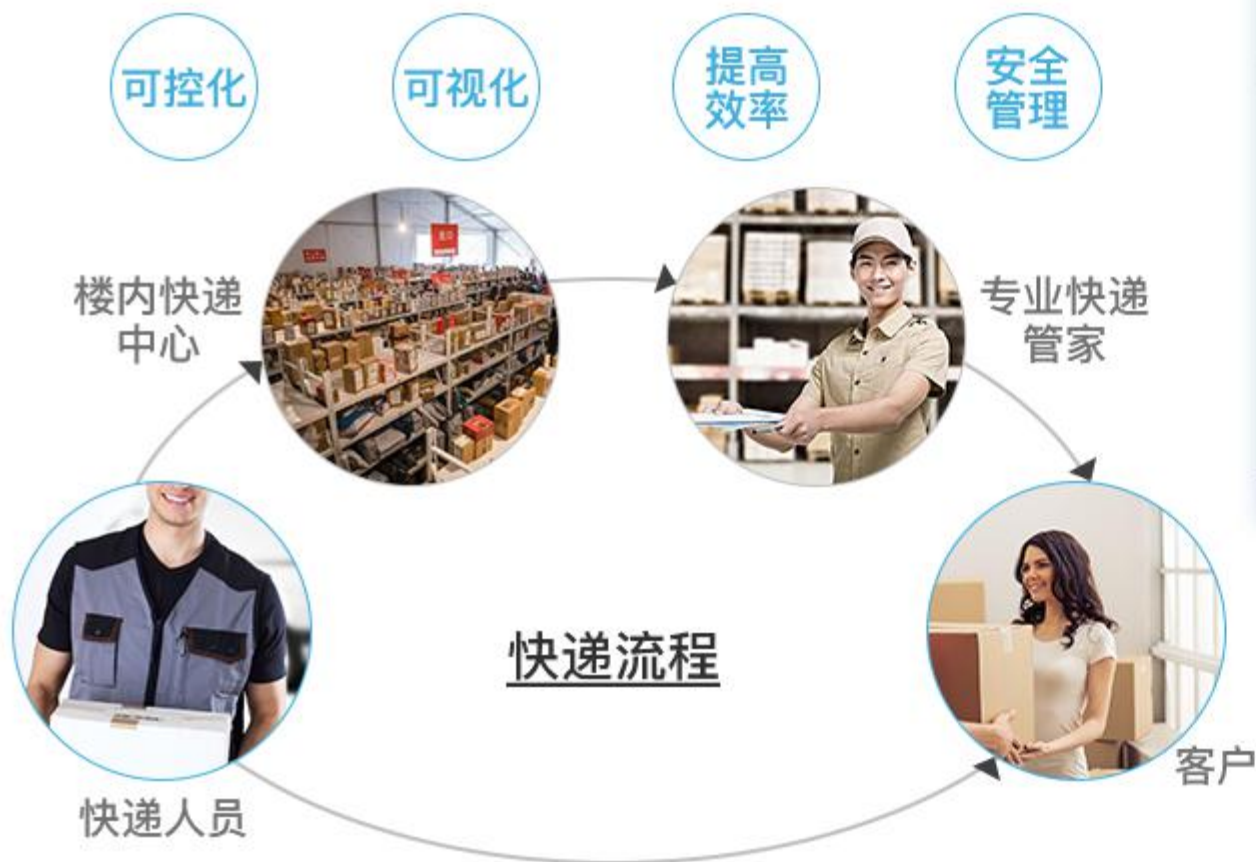 可控化
可视化
提高
效率
安全
管理
楼内快递
中心
专业快递
管家
快递流程
快递人员
客户